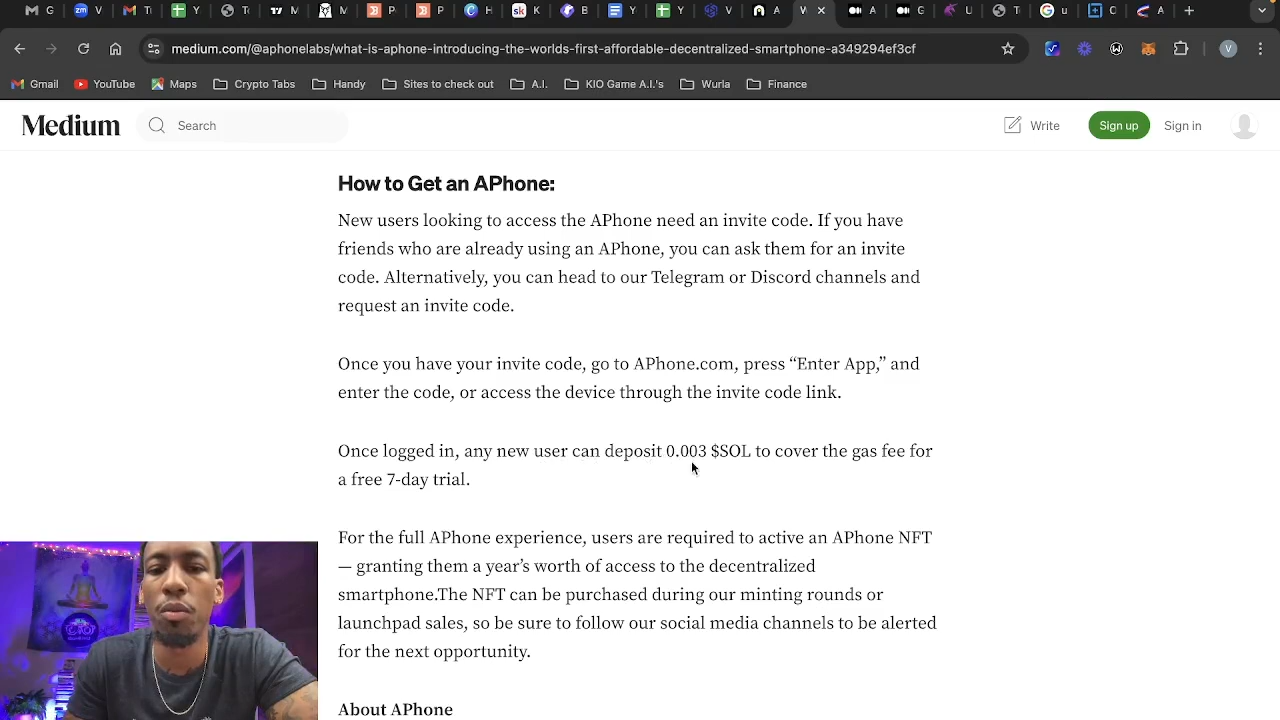 G
V
Ti
Y
To
M
M
P
P
H
K
B
Y
Y
V
V
A
G
U
To
u
C
A
medium.com/@aphonelabs/what-is-aphone-introducing-the-worlds-first-affordable-decentralized-smartphone-a349294ef3cf
V
Gmail
YouTube
Maps
Crypto Tabs
Handy
Sites to check out
A.I.
KIO Game A.I.'s
Wurla
Finance
Medium
Search
Write
Sign up
Sign in
How to Get an APhone:
New users looking to access the APhone need an invite code. If you have
friends who are already using an APhone, you can ask them for an invite
code. Alternatively, you can head to our Telegram or Discord channels and
request an invite code.
Once you have your invite code, go to APhone.com, press “Enter App,” and
enter the code, or access the device through the invite code link.
Once logged in, any new user can deposit 0.003 $SOL to cover the gas fee for
a free 7-day trial.
For the full APhone experience, users are required to active an APhone NFT
— granting them a year’s worth of access to the decentralized
smartphone.The NFT can be purchased during our minting rounds or
launchpad sales, so be sure to follow our social media channels to be alerted
for the next opportunity.
About APhone